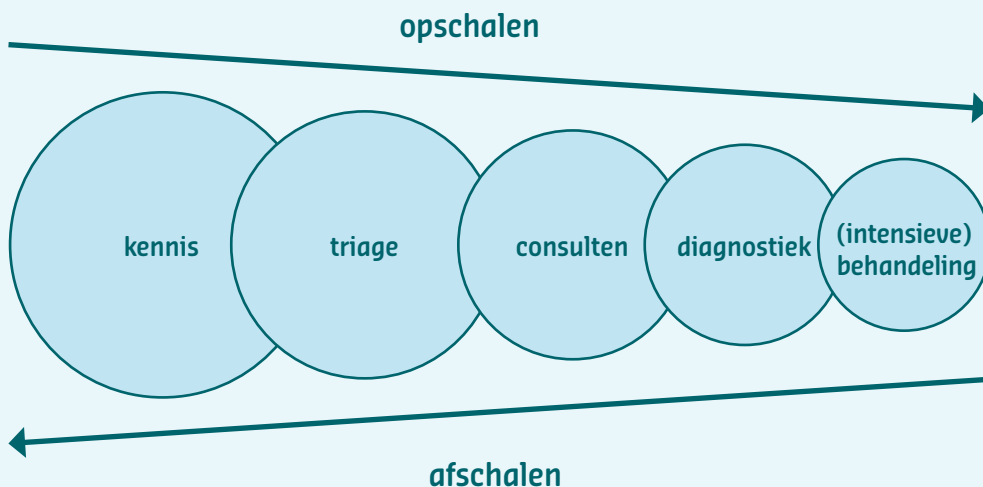 opschalen
kennis
triage
consulten
diagnostiek
(intensieve)
behandeling
afschalen